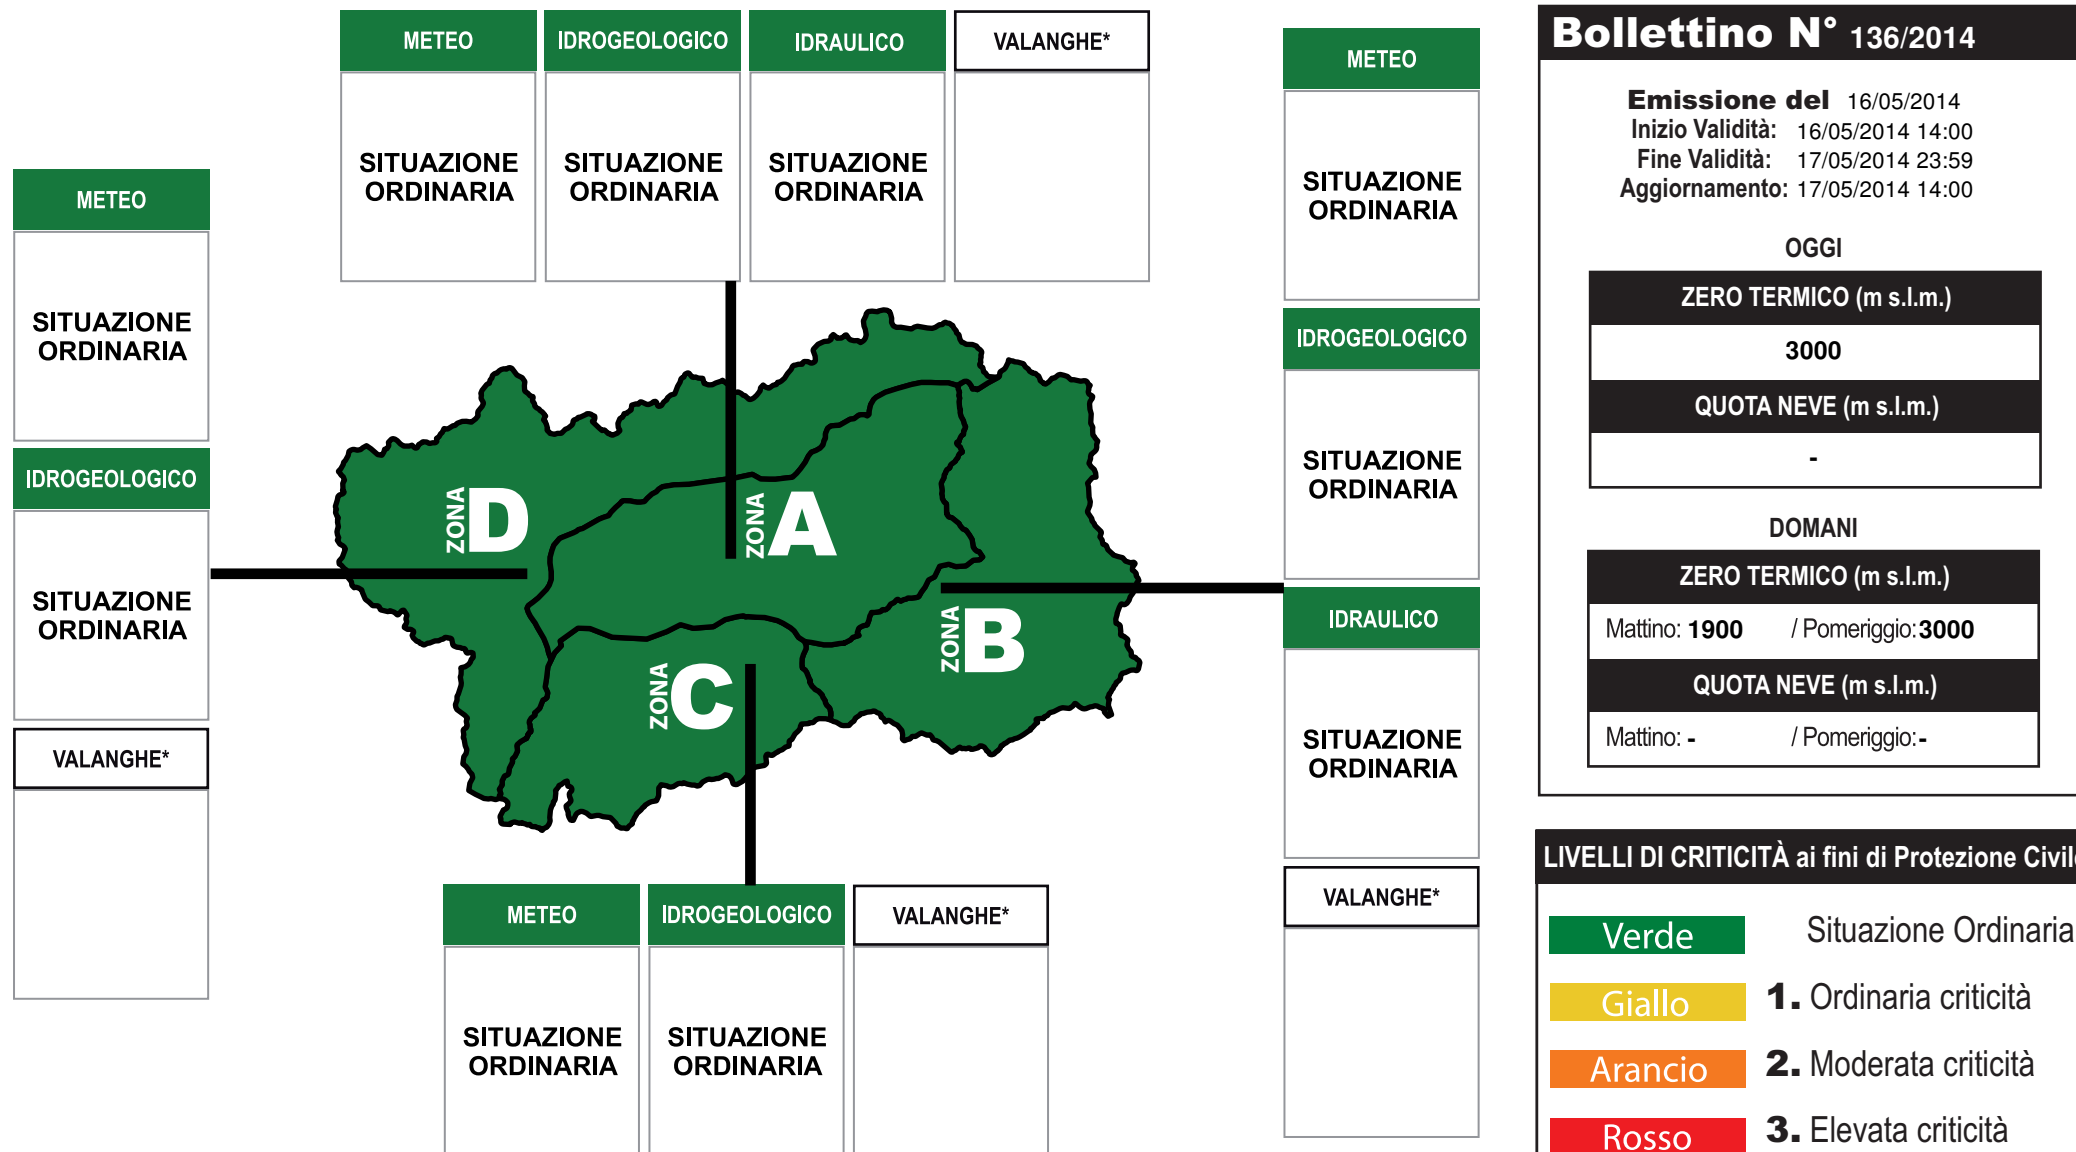 METEO
IDROGEOLOGICO
IDRAULICO
VALANGHE*
SITUAZIONE
ORDINARIA
SITUAZIONE
ORDINARIA
SITUAZIONE
ORDINARIA
METEO
SITUAZIONE
ORDINARIA
IDROGEOLOGICO
SITUAZIONE
ORDINARIA
VALANGHE*
ZONA D
ZONA A
ZONA B
ZONA C
METEO
SITUAZIONE
ORDINARIA
IDROGEOLOGICO
SITUAZIONE
ORDINARIA
IDRAULICO
SITUAZIONE
ORDINARIA
VALANGHE*
METEO
IDROGEOLOGICO
VALANGHE*
SITUAZIONE
ORDINARIA
SITUAZIONE
ORDINARIA
Bollettino N° 136/2014
Emissione del 16/05/2014
Inizio Validità: 16/05/2014 14:00
Fine Validità: 17/05/2014 23:59
Aggiornamento: 17/05/2014 14:00
OGGI
ZERO TERMICO (m s.l.m.)
3000
QUOTA NEVE (m s.l.m.)
-
DOMANI
ZERO TERMICO (m s.l.m.)
Mattino: 1900 / Pomeriggio: 3000
QUOTA NEVE (m s.l.m.)
Mattino: - / Pomeriggio: -
LIVELLI DI CRITICITÀ ai fini di Protezione Civile
Verde Situazione Ordinaria
Giallo 1. Ordinaria criticità
Arancio 2. Moderata criticità
Rosso 3. Elevata criticità